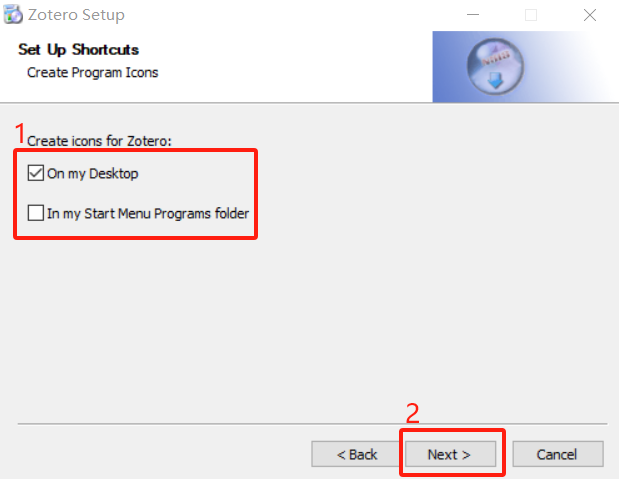 Zotero Setup
Set Up Shortcuts
Create Program Icons
1
Create icons for Zotero:
On my Desktop
In my Start Menu Programs folder
2
< Back
Next >
Cancel